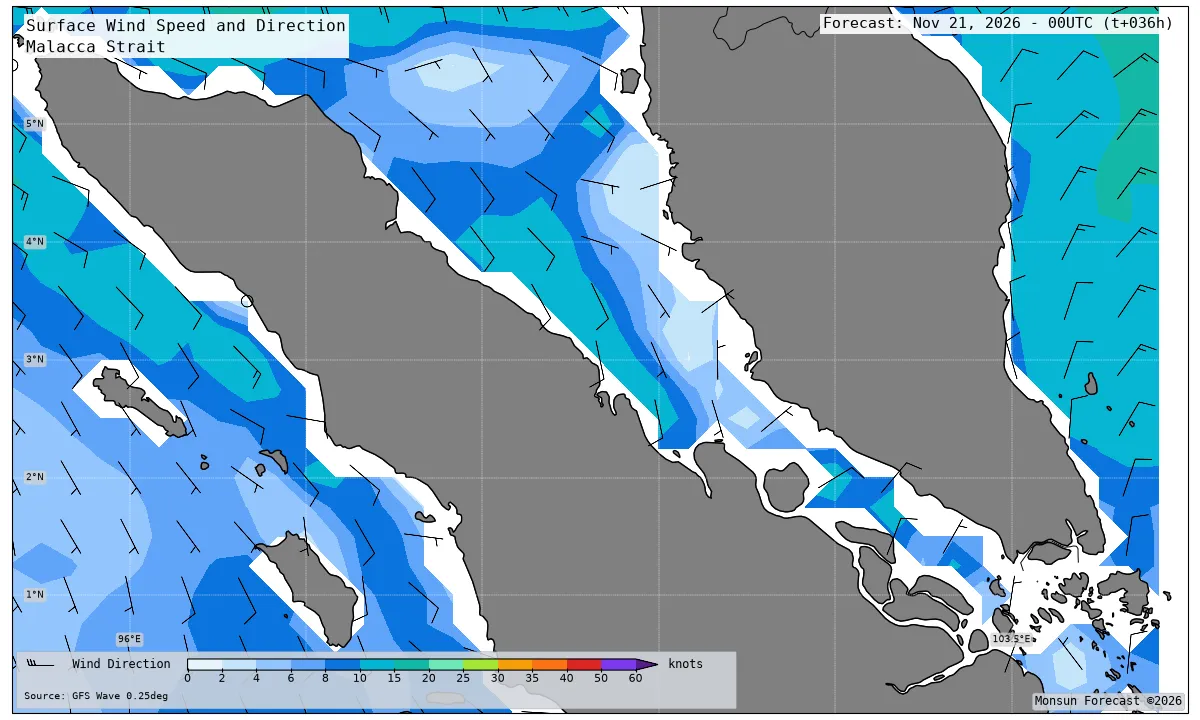 Surface Wind Speed and Direction
Malacca Strait
Forecast: Nov 21, 2026 - 00UTC (t+036h)
5°N
4°N
3°N
2°N
1°N
96°E
103.5°E
Wind Direction
0 2 4 6 8 10 15 20 25 30 35 40 50 60
knots
Source: GFS Wave 0.25deg
Monsun Forecast ©2026